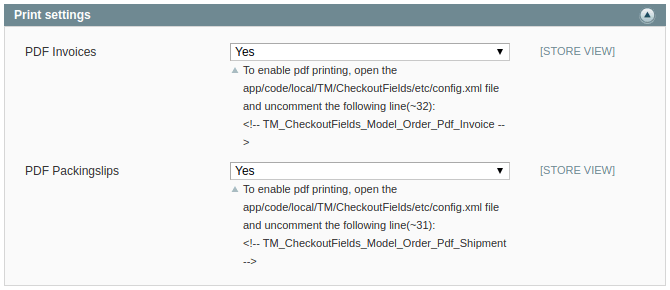 Print settings
PDF Invoices Yes [STORE VIEW]
To enable pdf printing, open the
app/code/local/TM/CheckoutFields/etc/config.xml file
and uncomment the following line(~32):
<!-- TM_CheckoutFields_Model_Order_Pdf_Invoice --
>
PDF Packingslips Yes [STORE VIEW]
To enable pdf printing, open the
app/code/local/TM/CheckoutFields/etc/config.xml file
and uncomment the following line(~31):
<!-- TM_CheckoutFields_Model_Order_Pdf_Shipment
-->